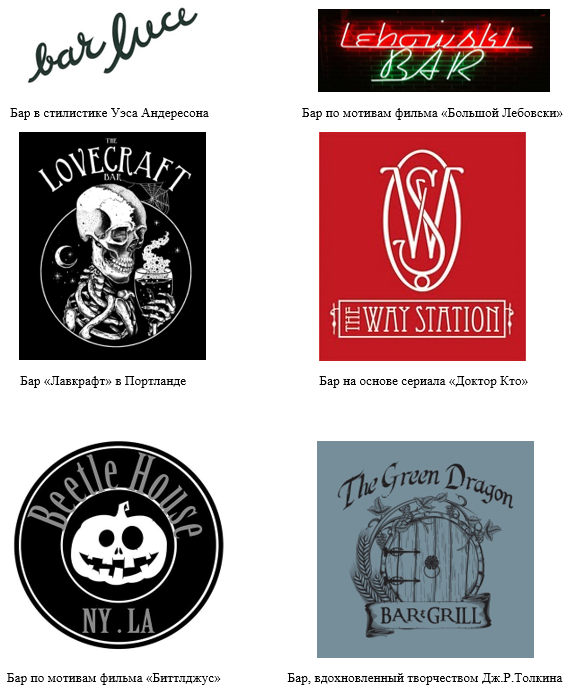 bar luce
Lebowski
BAR
Бар в стилистике Уэса Андересона
Бар по мотивам фильма «Большой Лебовски»
THE
LOVECRAFT
BAR
THE WAY STATION
Бар «Лавкрафт» в Портланде
Бар на основе сериала «Доктор Кто»
Beetle House
NY . LA
The Green Dragon
BAR & GRILL
Бар по мотивам фильма «Биттлджус»
Бар, вдохновленный творчеством Дж.Р.Толкина